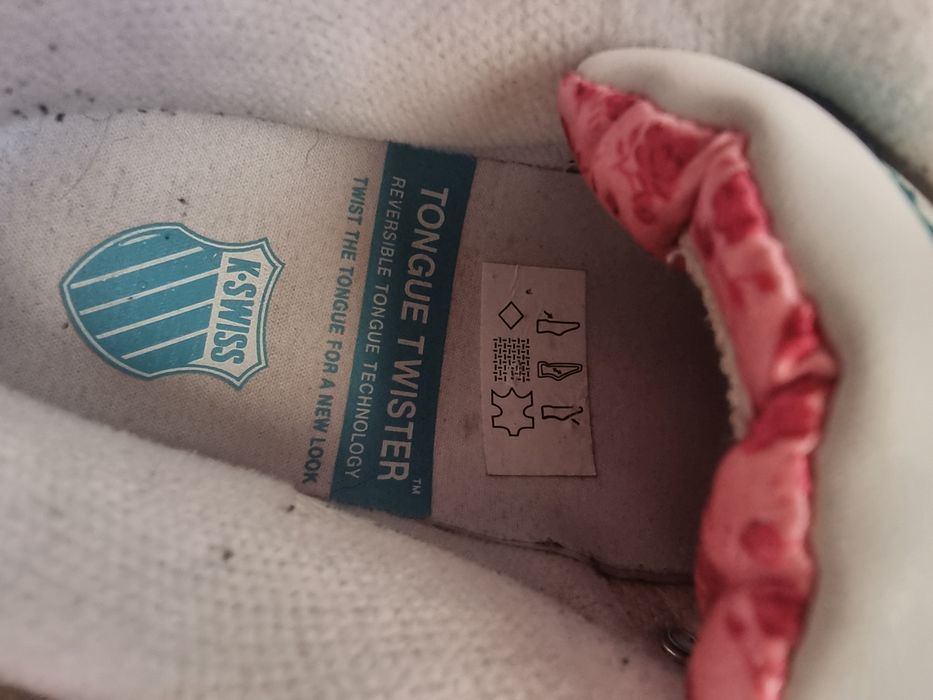 K·SWISS
TONGUE TWISTER™
REVERSIBLE TONGUE TECHNOLOGY
TWIST THE TONGUE FOR A NEW LOOK